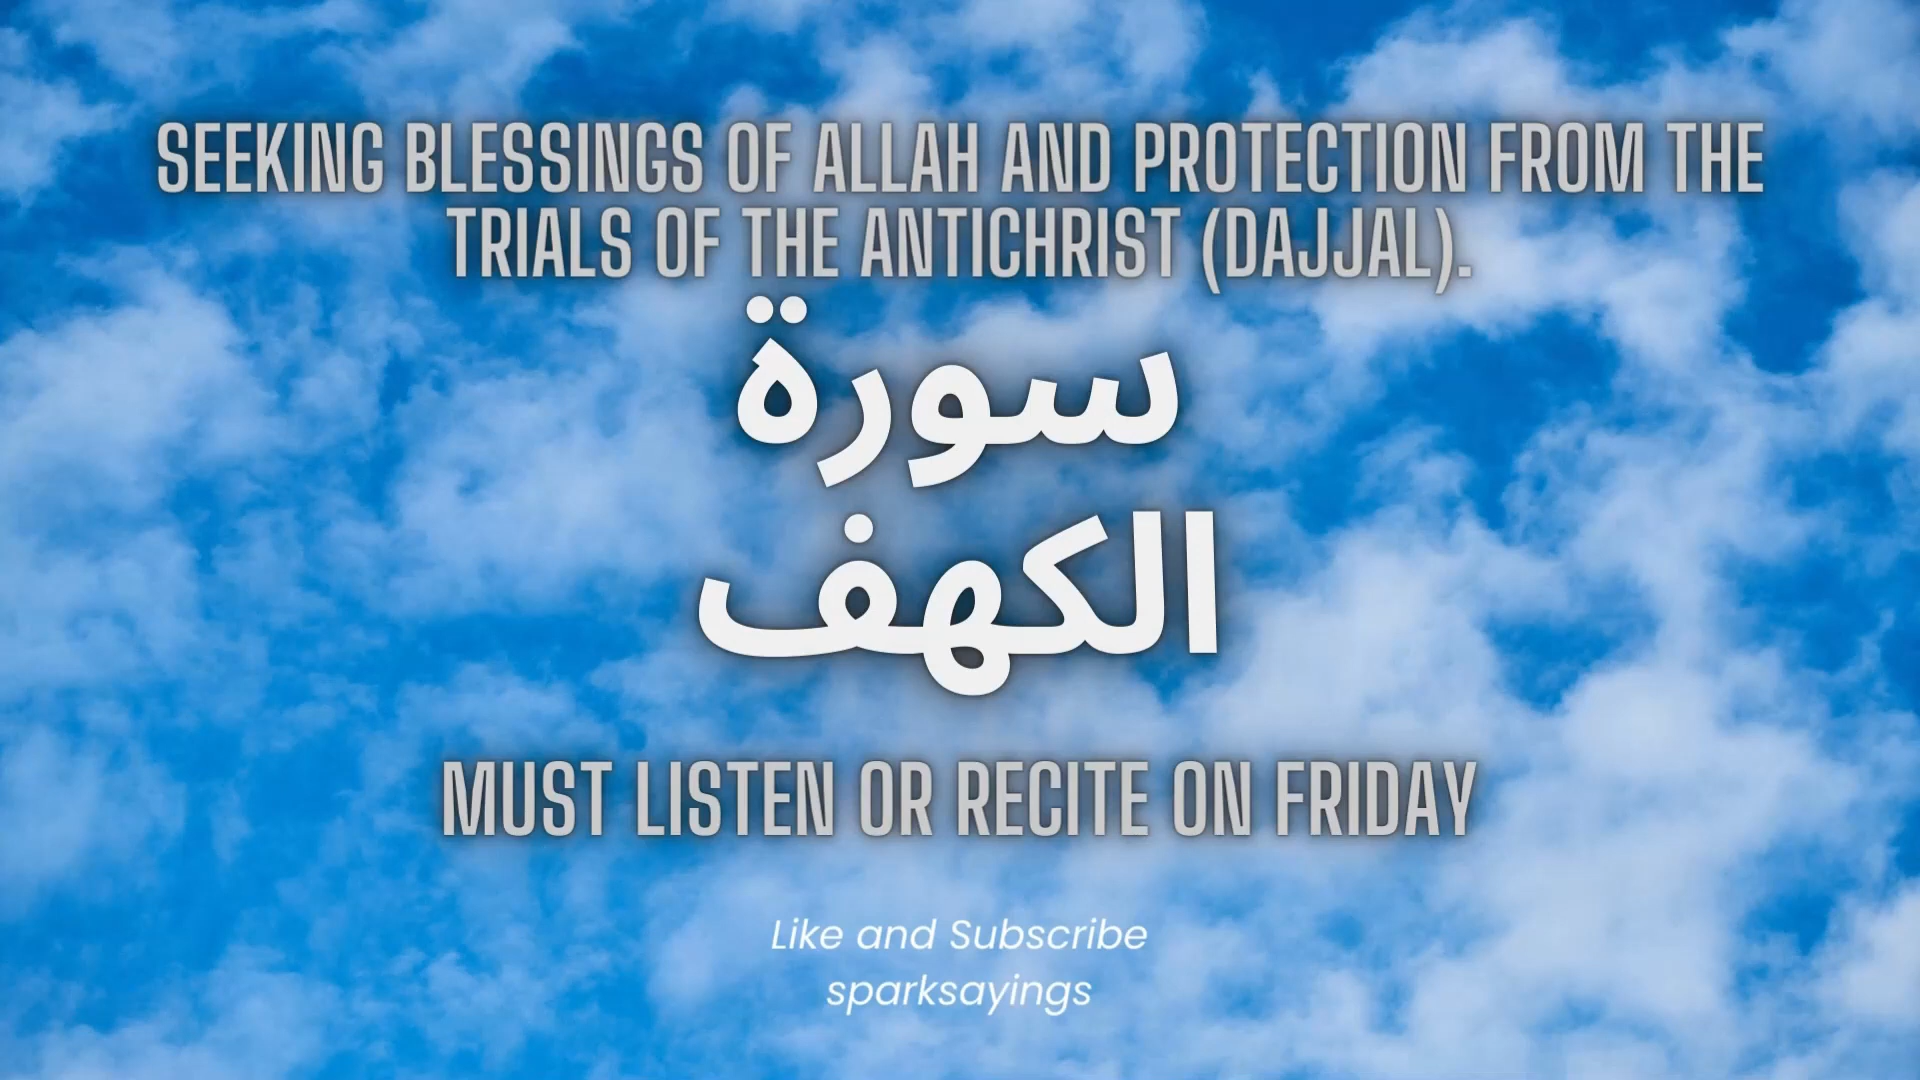 SEEKING BLESSINGS OF ALLAH AND PROTECTION FROM THE
TRIALS OF THE ANTICHRIST (DAJJAL).
سورة
الكهف
MUST LISTEN OR RECITE ON FRIDAY
Like and Subscribe
sparksayings